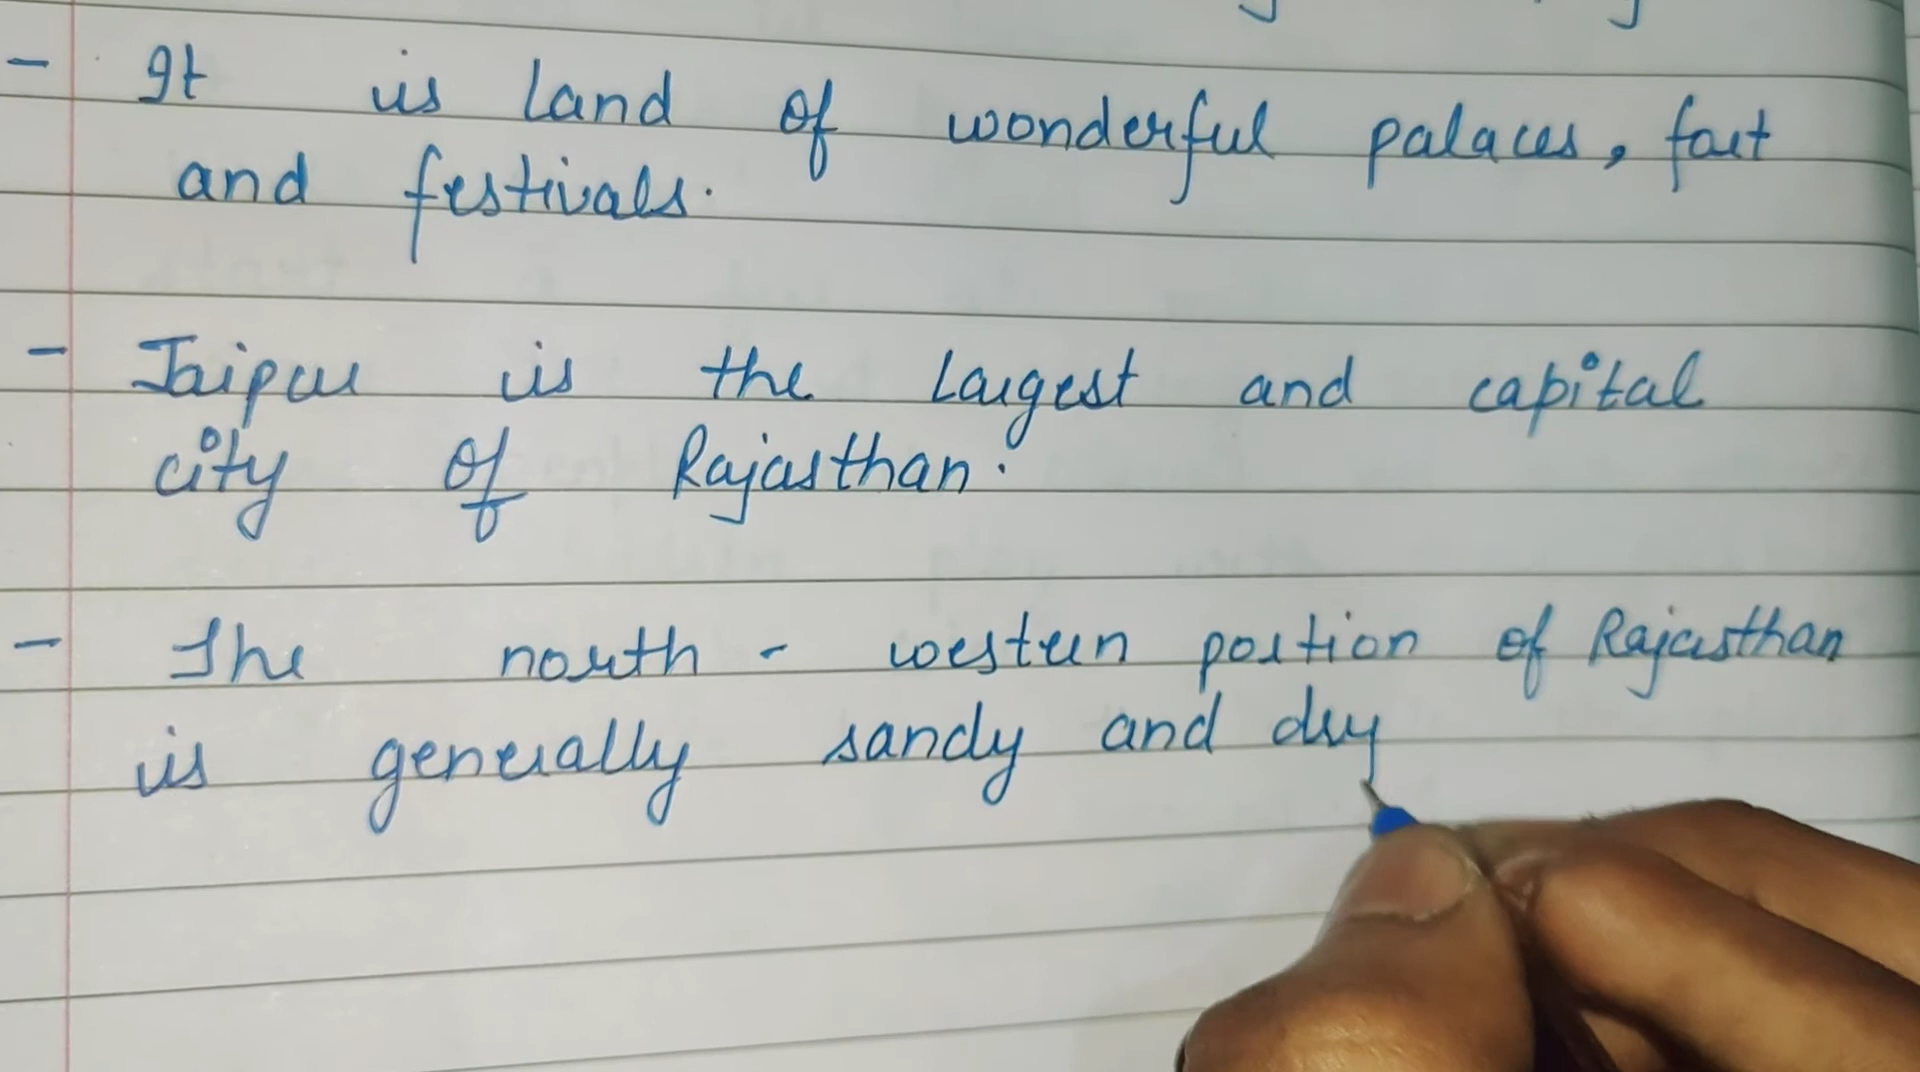 - It is land of wonderful palaces, fort
and festivals.
- Jaipur is the largest and capital
city of Rajasthan.
- The north - western portion of Rajasthan
is generally sandy and dry